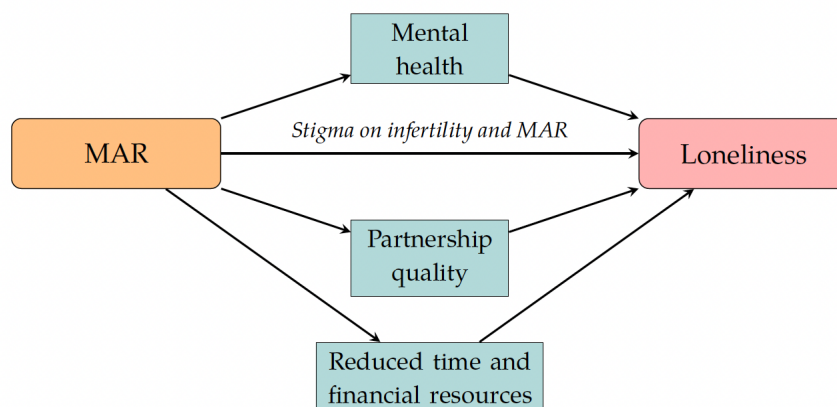 Mental
health
Stigma on infertility and MAR
MAR
Loneliness
Partnership
quality
Reduced time and
financial resources